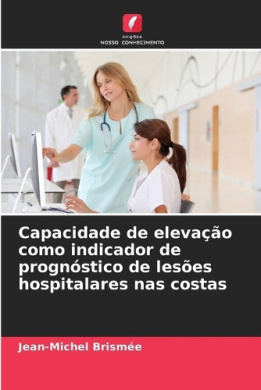 edições
NOSSO CONHECIMENTO
Capacidade de elevação
como indicador de
prognóstico de lesões
hospitalares nas costas
Jean-Michel Brismée